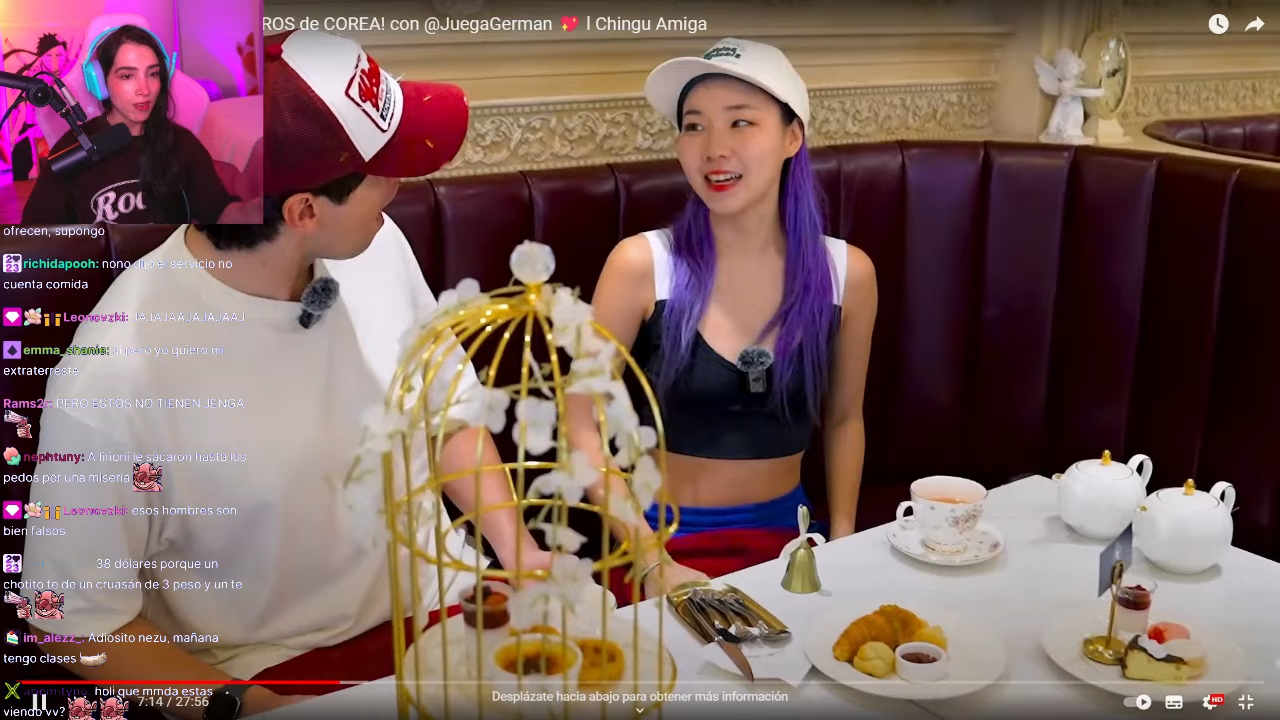 ROS de COREA! con @JuegaGerman 💖 | Chingu Amiga
ofrecen, supongo
richidapooh: nono el servicio no
cuenta comida
Leonovzki: JAJAJAAJAJAJAAJ
emma_shanie: si pero yo quiero mi
extraterreste
PERO ESTOS NO TIENEN JENGA
nephtuny: A lirioni le sacaron hasta los
pedos por una miseria
Leonovzki: esos hombres son
bien falsos
38 dólares porque un
chotito te de un cruasán de 3 peso y un te
im_alezz_: Adiosito nezu, mañana
tengo clases
holi que mmda estas
viendo vv?
7:14 / 27:56
Desplázate hacia abajo para obtener más información
HD